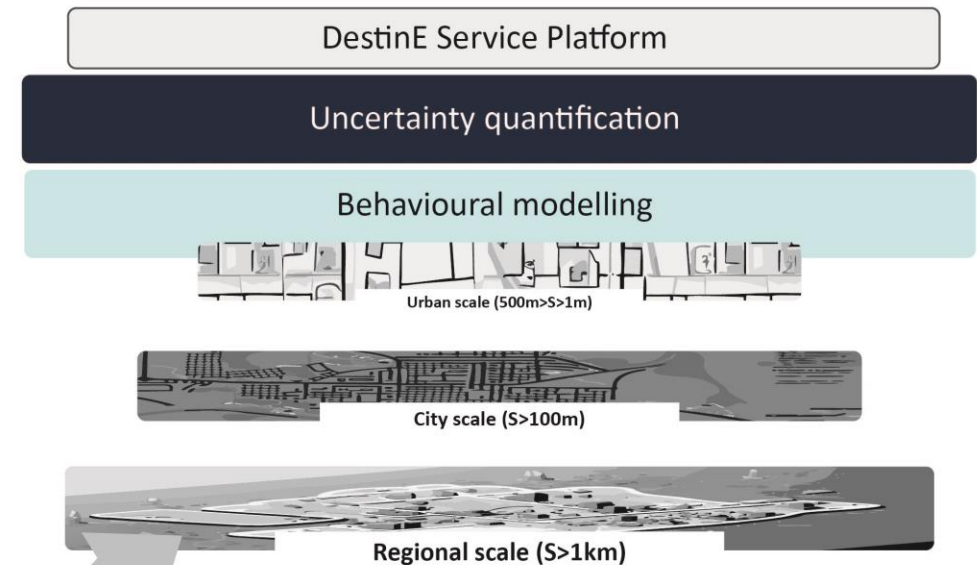 DestinE Service Platform
Uncertainty quantification
Behavioural modelling
Urban scale (500m>S>1m)
City scale (S>100m)
Regional scale (S>1km)